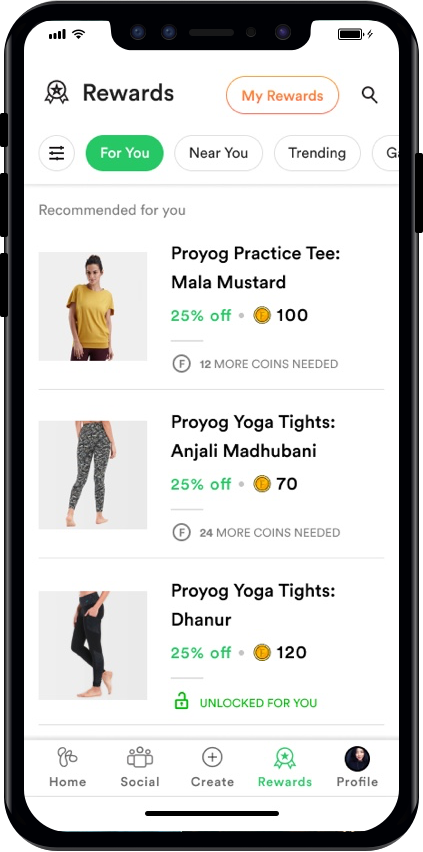 Rewards
My Rewards
For You
Near You
Trending
Ga
Recommended for you
Proyog Practice Tee:
Mala Mustard
25% off • 100
F 12 MORE COINS NEEDED
Proyog Yoga Tights:
Anjali Madhubani
25% off • 70
F 24 MORE COINS NEEDED
Proyog Yoga Tights:
Dhanur
25% off • 120
UNLOCKED FOR YOU
Home
Social
Create
Rewards
Profile